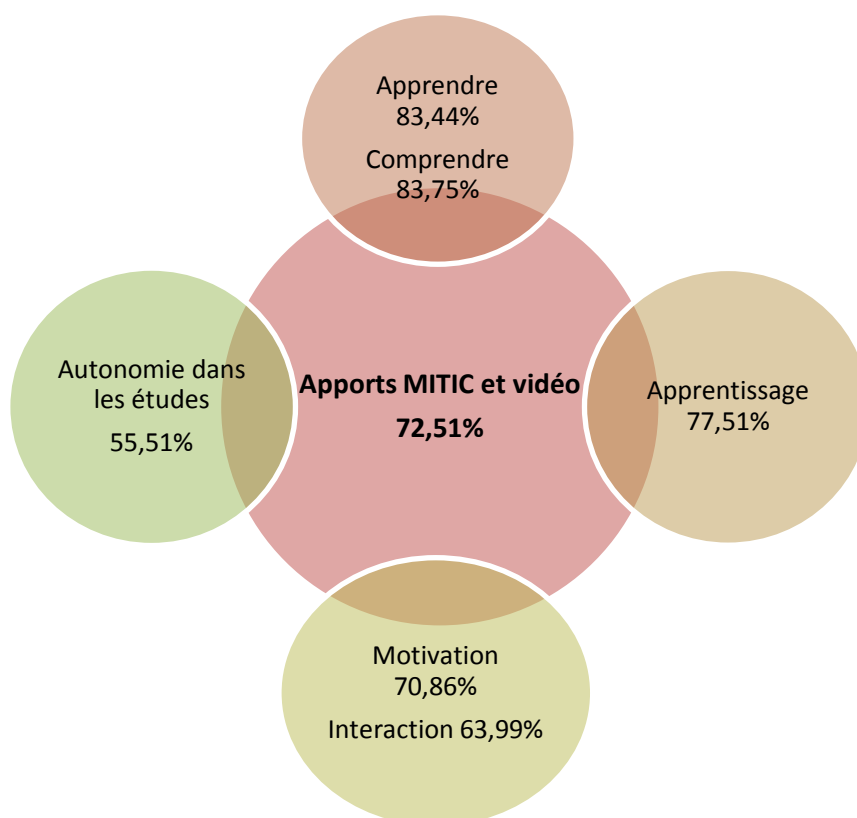 Apprendre
83,44%
Comprendre
83,75%
Autonomie dans
les études
55,51%
Apports MITIC et vidéo
72,51%
Apprentissage
77,51%
Motivation
70,86%
Interaction 63,99%